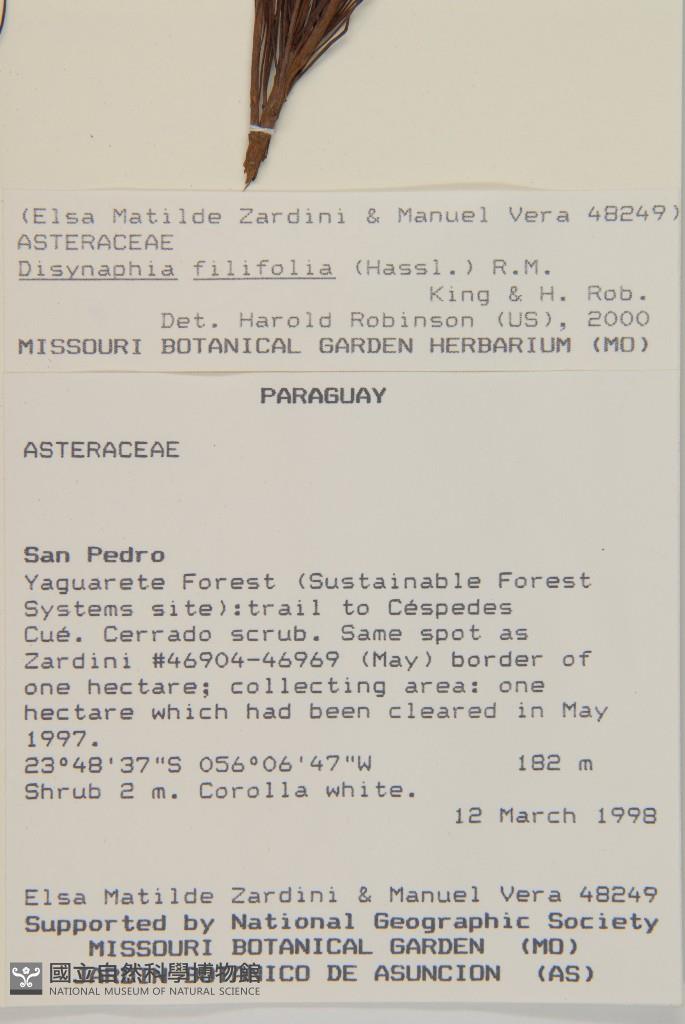 (Elsa Matilde Zardini & Manuel Vera 48249)
ASTERACEAE
Disynaphia filifolia (Hassl.) R.M.
King & H. Rob.
Det. Harold Robinson (US), 2000
MISSOURI BOTANICAL GARDEN HERBARIUM (MO)
PARAGUAY
ASTERACEAE
San Pedro
Yaguarete Forest (Sustainable Forest
Systems site):trail to Céspedes
Cué. Cerrado scrub. Same spot as
Zardini #46904-46969 (May) border of
one hectare; collecting area: one
hectare which had been cleared in May
1997.
23°48'37"S 056°06'47"W 182 m
Shrub 2 m. Corolla white.
12 March 1998
Elsa Matilde Zardini & Manuel Vera 48249
Supported by National Geographic Society
MISSOURI BOTANICAL GARDEN (MO)
JARDIN BOTANICO DE ASUNCION (AS)
國立自然科學博物館
NATIONAL MUSEUM OF NATURAL SCIENCE